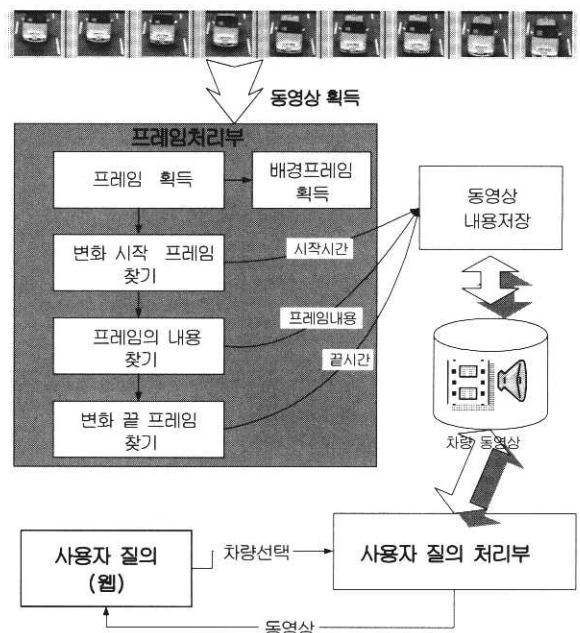 동영상 획득
프레임처리부
프레임 획득
배경프레임
획득
변화 시작 프레임
찾기
프레임의 내용
찾기
변화 끝 프레임
찾기
시작시간
프레임내용
끝시간
동영상
내용저장
차량 동영상
사용자 질의
(웹)
차량선택
사용자 질의 처리부
동영상